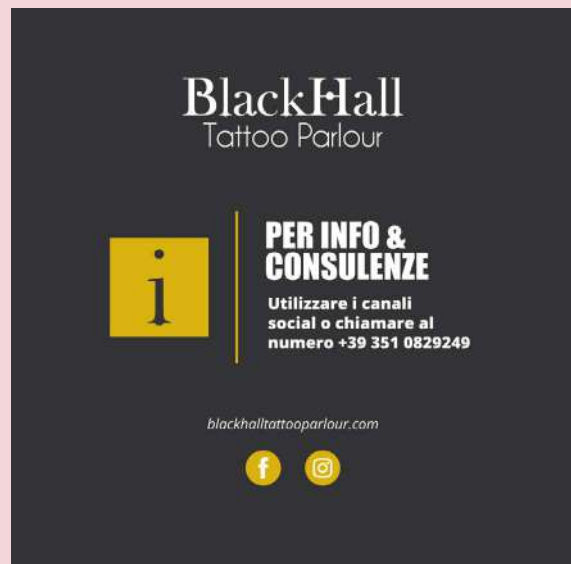 BlackHall
Tattoo Parlour
i
PER INFO &
CONSULENZE
Utilizzare i canali
social o chiamare al
numero +39 351 0829249
blackhalltattooparlour.com
f